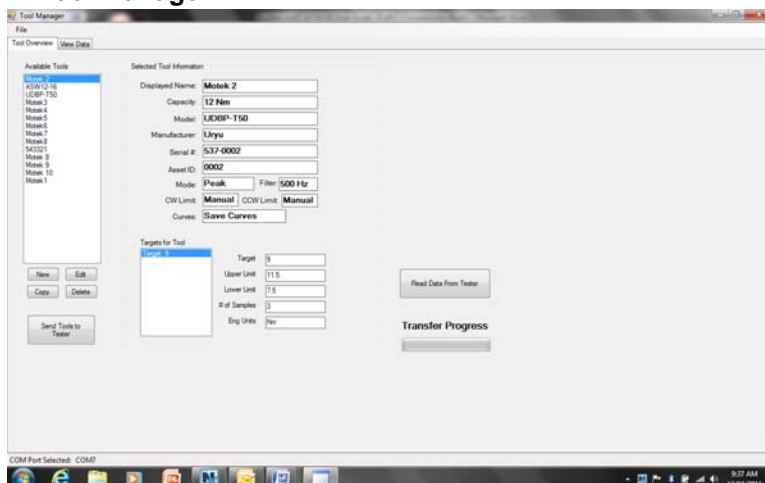 Tool Manager
File
Tool Overview View Data
Available Tools
Motek 2
ASW12-16
UDBP-T50
Motek3
Motek4
Motek5
Motek6
Motek7
Motek8
543321
Motek 8
Motek 9
Motek 10
Motek1
New Edit
Copy Delete
Send Tools to
Tester
Selected Tool Information
Displayed Name: Motek 2
Capacity: 12 Nm
Model: UDBP-T50
Manufacturer: Uryu
Serial #: 537-0002
Asset ID: 0002
Mode: Peak Filter: 500 Hz
CW Limit: Manual CCW Limit: Manual
Curves: Save Curves
Targets for Tool
Target: 9
Target 9
Upper Limit 11.5
Lower Limit 7.5
# of Samples 3
Eng Units Nm
Read Data From Tester
Transfer Progress
COM Port Selected: COM7
9:37 AM